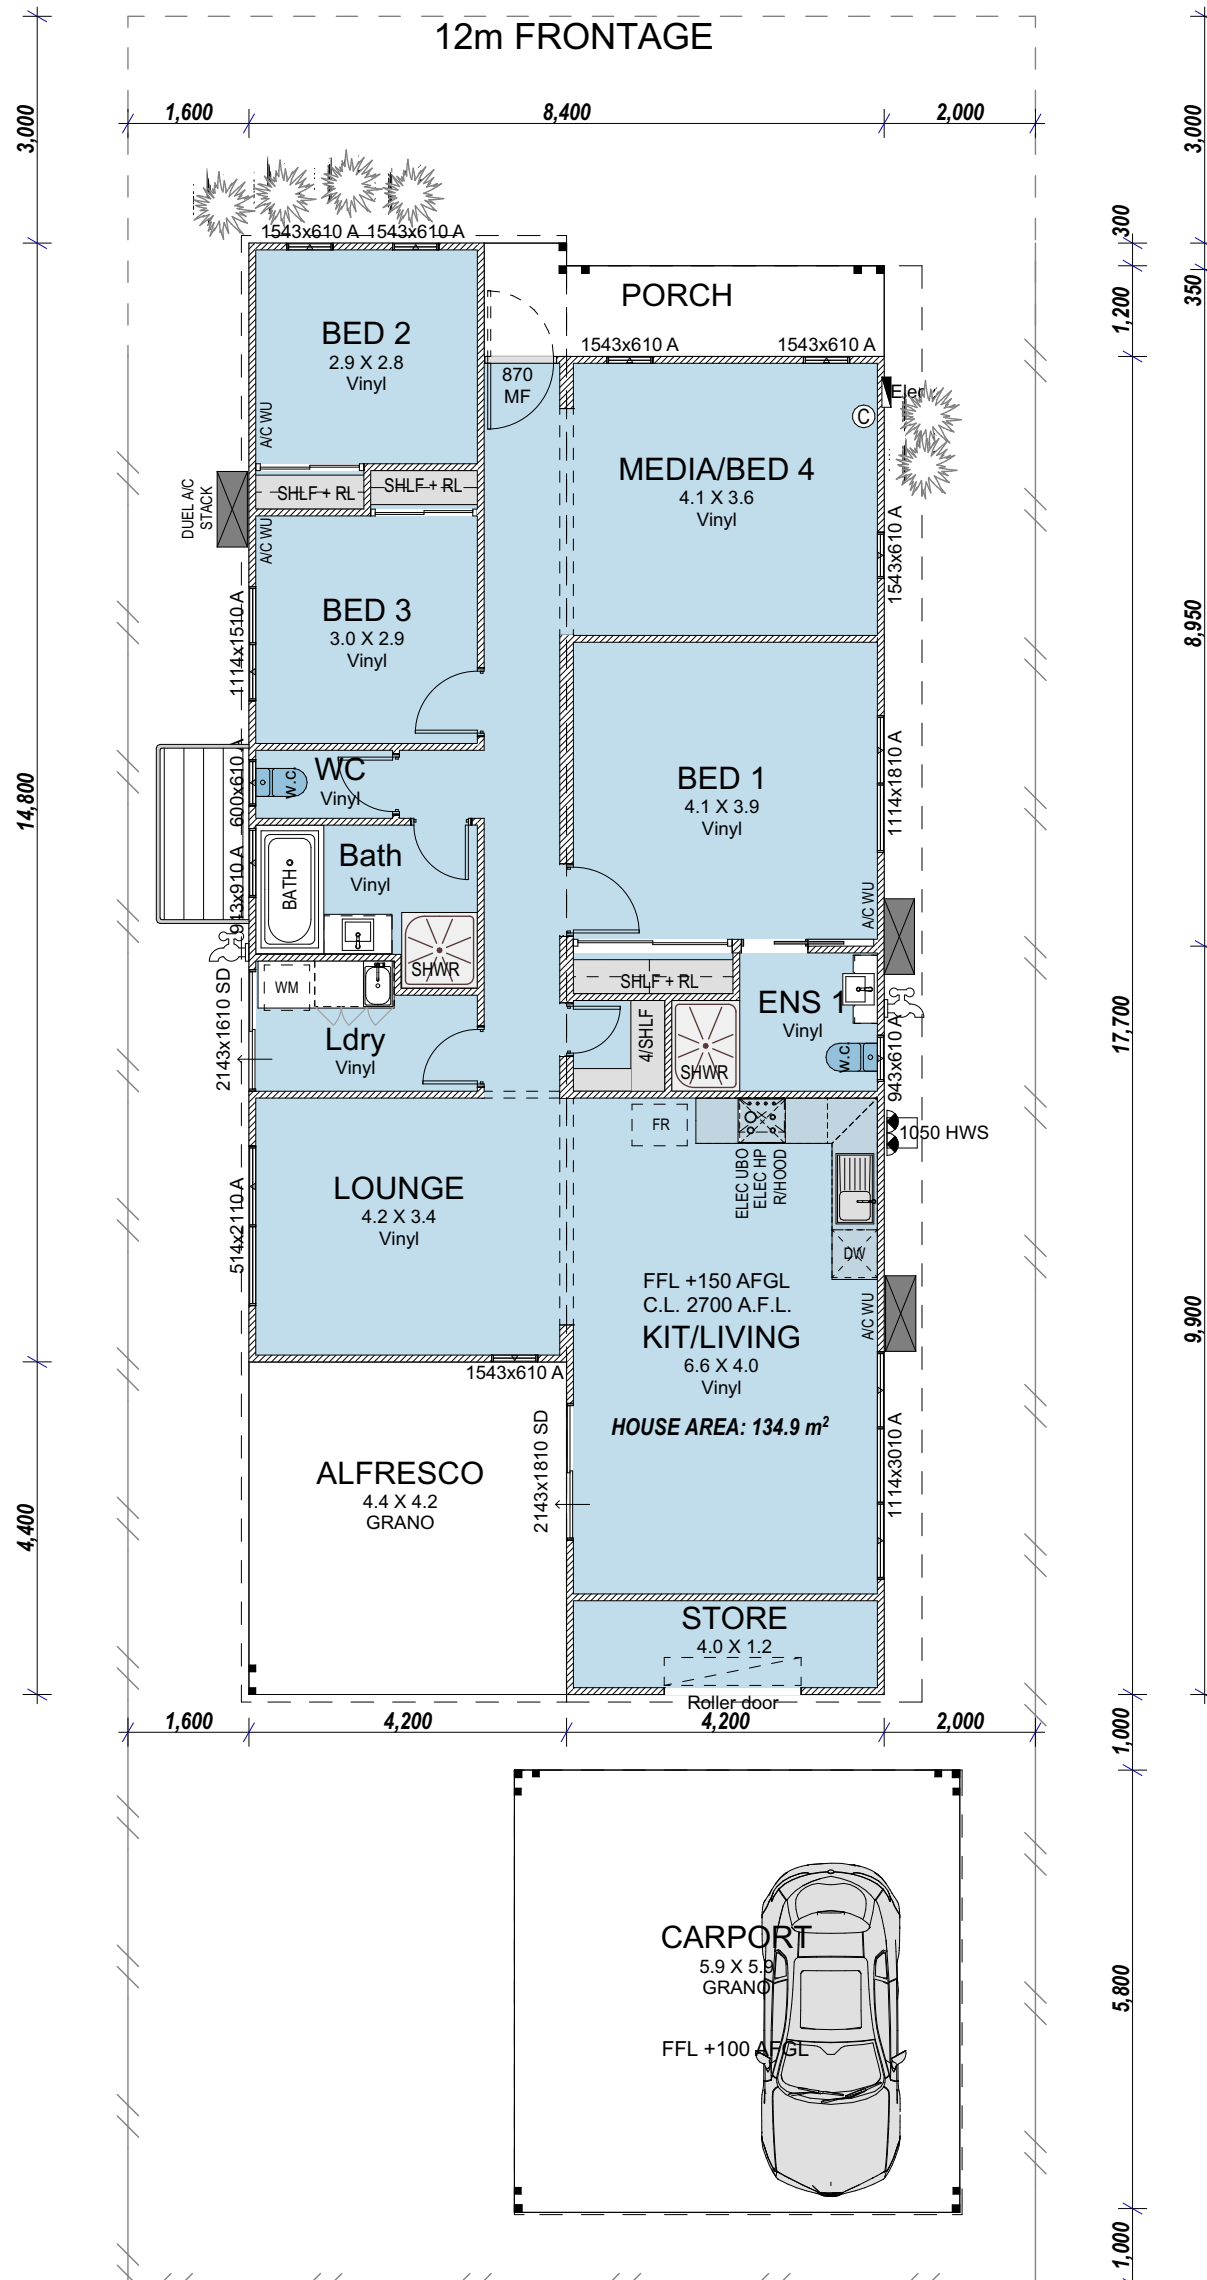 12m FRONTAGE
1,600
8,400
2,000
3,000
3,000
1543x610 A
1543x610 A
300
350
1,200
PORCH
BED 2
2.9 X 2.8
Vinyl
1543x610 A
1543x610 A
870
MF
A/C WU
C
MEDIA/BED 4
4.1 X 3.6
Vinyl
SHLF + RL
SHLF + RL
DUEL A/C
STACK
A/C WU
1543x610 A
BED 3
3.0 X 2.9
Vinyl
1114x1510 A
8,950
14,800
WC
Vinyl
W.C.
600x610 A
BED 1
4.1 X 3.9
Vinyl
1114x1810 A
Bath
Vinyl
BATH
913x910 A
A/C WU
SHWR
SHLF + RL
WM
ENS 1
Vinyl
Ldry
Vinyl
2143x1610 SD
4/SHLF
W.C.
943x610 A
SHWR
17,700
FR
1050 HWS
ELEC UBO
ELEC HP
R/HOOD
LOUNGE
4.2 X 3.4
Vinyl
514x2110 A
DW
FFL +150 AFGL
C.L. 2700 A.F.L.
A/C WU
KIT/LIVING
6.6 X 4.0
Vinyl
9,900
1543x610 A
HOUSE AREA: 134.9 m²
2143x1810 SD
1114x3010 A
ALFRESCO
4.4 X 4.2
GRANO
4,400
STORE
4.0 X 1.2
Roller door
1,600
4,200
4,200
2,000
1,000
CARPORT
5.9 X 5.9
GRANO
5,800
FFL +100 AFGL
1,000